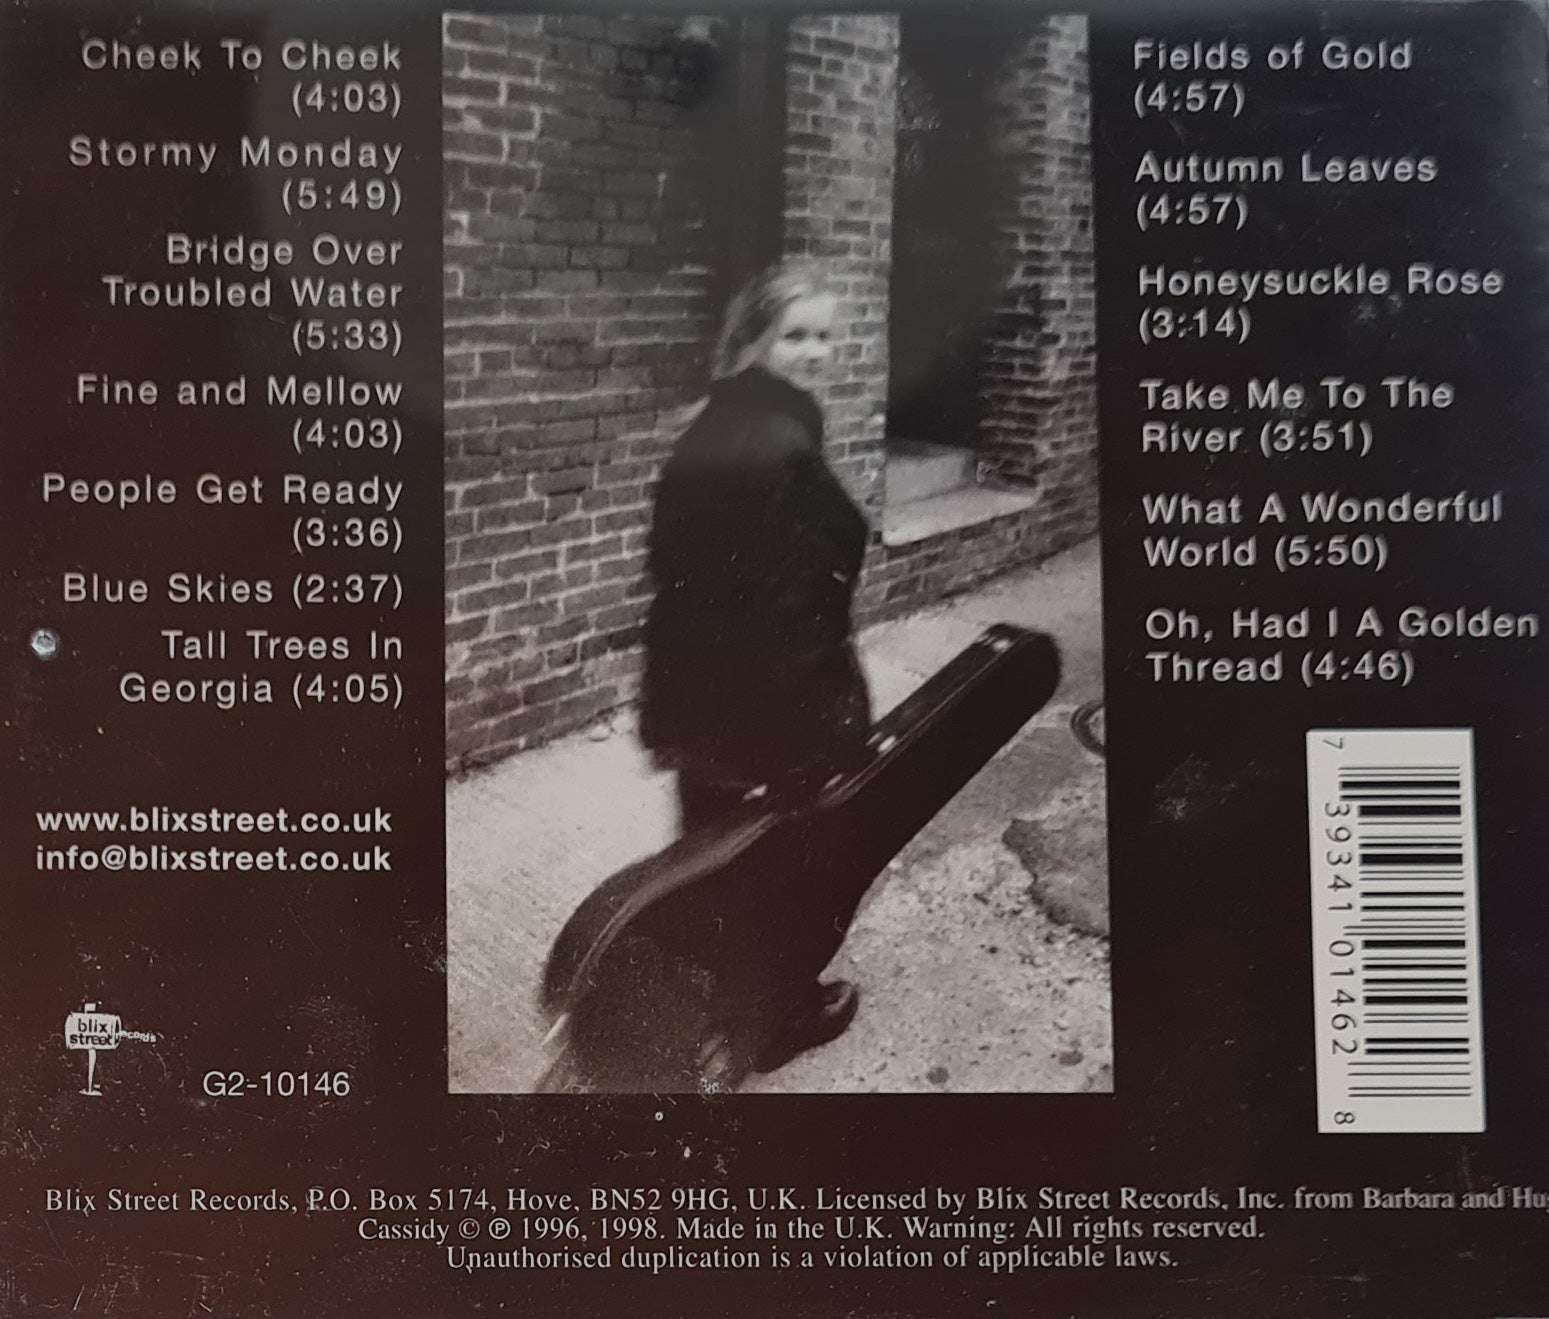 Cheek To Cheek
(4:03)
Stormy Monday
(5:49)
Bridge Over
Troubled Water
(5:33)
Fine and Mellow
(4:03)
People Get Ready
(3:36)
Blue Skies (2:37)
Tall Trees In
Georgia (4:05)
www.blixstreet.co.uk
info@blixstreet.co.uk
blix
street records
G2-10146
Fields of Gold
(4:57)
Autumn Leaves
(4:57)
Honeysuckle Rose
(3:14)
Take Me To The
River (3:51)
What A Wonderful
World (5:50)
Oh, Had I A Golden
Thread (4:46)
7 39341 01462 8
Blix Street Records, P.O. Box 5174, Hove, BN52 9HG, U.K. Licensed by Blix Street Records, Inc. from Barbara and
Cassidy © ℗ 1996, 1998. Made in the U.K. Warning: All rights reserved.
Unauthorised duplication is a violation of applicable laws.